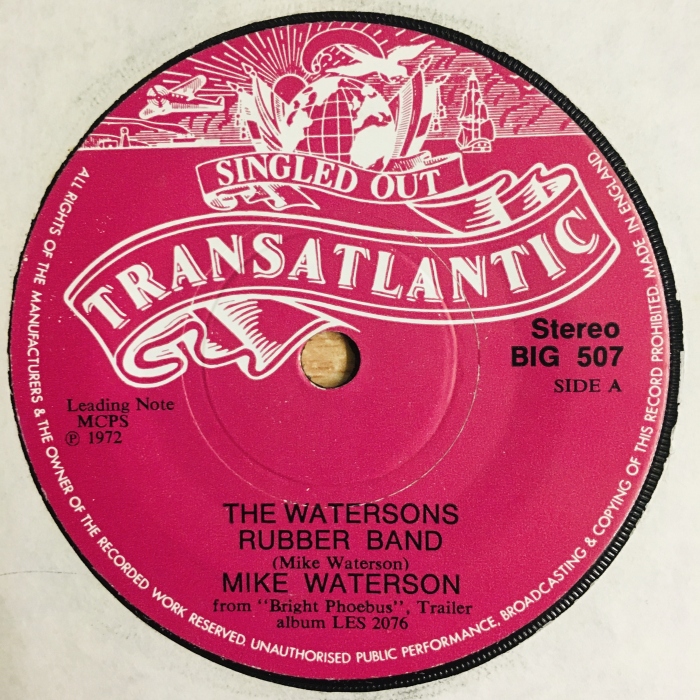 SINGLED OUT
TRANSATLANTIC
Stereo
BIG 507
SIDE A
Leading Note
MCPS
℗ 1972
THE WATERSONS
RUBBER BAND
(Mike Waterson)
MIKE WATERSON
from "Bright Phoebus", Trailer
album LES 2076
ALL RIGHTS OF THE MANUFACTURERS & THE OWNER OF THE RECORDED WORK RESERVED. UNAUTHORISED PUBLIC PERFORMANCE, BROADCASTING & COPYING OF THIS RECORD PROHIBITED. MADE IN ENGLAND